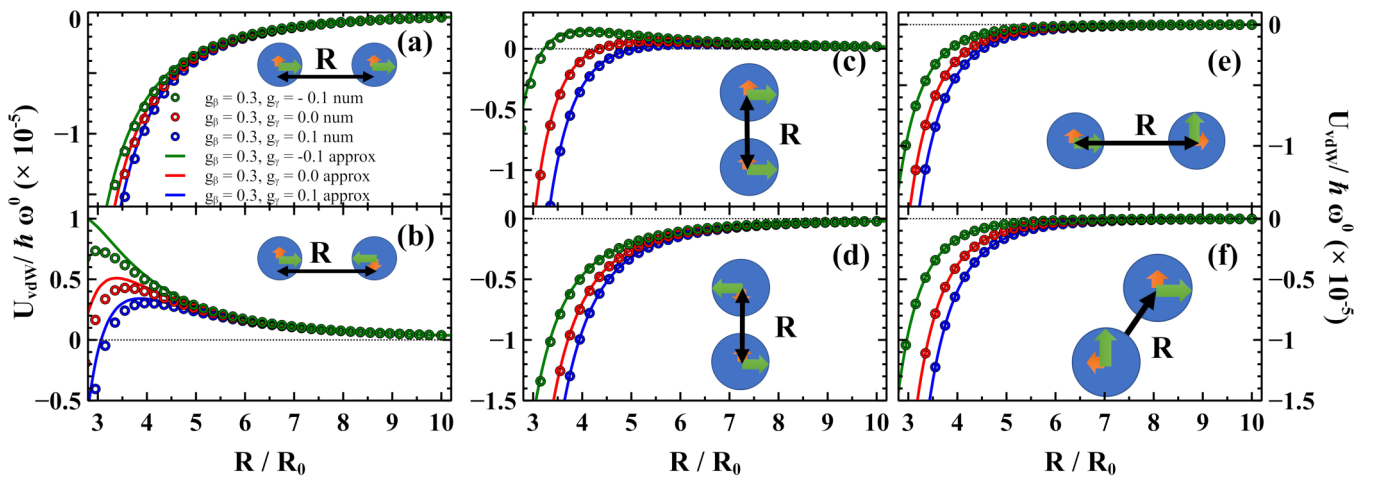 0
−1
U_vdW/ ℏ ω⁰ (× 10⁻⁵)
(a)
R
g_β = 0.3, g_γ = - 0.1 num
g_β = 0.3, g_γ = 0.0 num
g_β = 0.3, g_γ = 0.1 num
g_β = 0.3, g_γ = -0.1 approx
g_β = 0.3, g_γ = 0.0 approx
g_β = 0.3, g_γ = 0.1 approx
1
0.5
0
−0.5
(b)
R
3 4 5 6 7 8 9 10
R / R₀
0
−0.5
−1
(c)
R
0
−0.5
−1
−1.5
(d)
R
3 4 5 6 7 8 9 10
R / R₀
(e)
R
0
−1
(f)
R
0
−0.5
−1
−1.5
3 4 5 6 7 8 9 10
R / R₀
U_vdW/ ℏ ω⁰ (× 10⁻⁵)